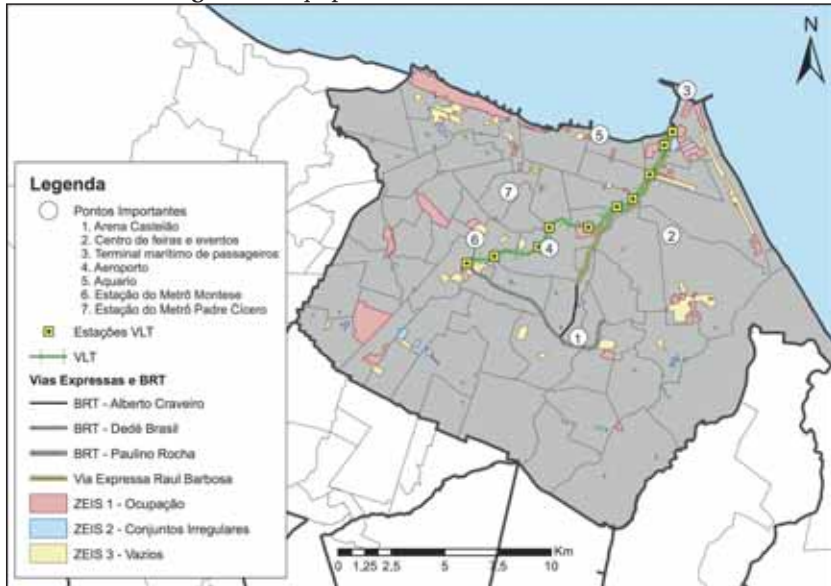 N
3
5
7
2
6
4
1
Legenda
Pontos Importantes
1. Arena Castelão
2. Centro de feiras e eventos
3. Terminal marítimo de passageiros
4. Aeroporto
5. Aquario
6. Estação do Metrô Montese
7. Estação do Metrô Padre Cícero
Estações VLT
VLT
Vias Expressas e BRT
BRT - Alberto Craveiro
BRT - Dedé Brasil
BRT - Paulino Rocha
Via Expressa Raul Barbosa
ZEIS 1 - Ocupação
ZEIS 2 - Conjuntos Irregulares
ZEIS 3 - Vazios
Km
0 1,25 2,5 5 7,5 10